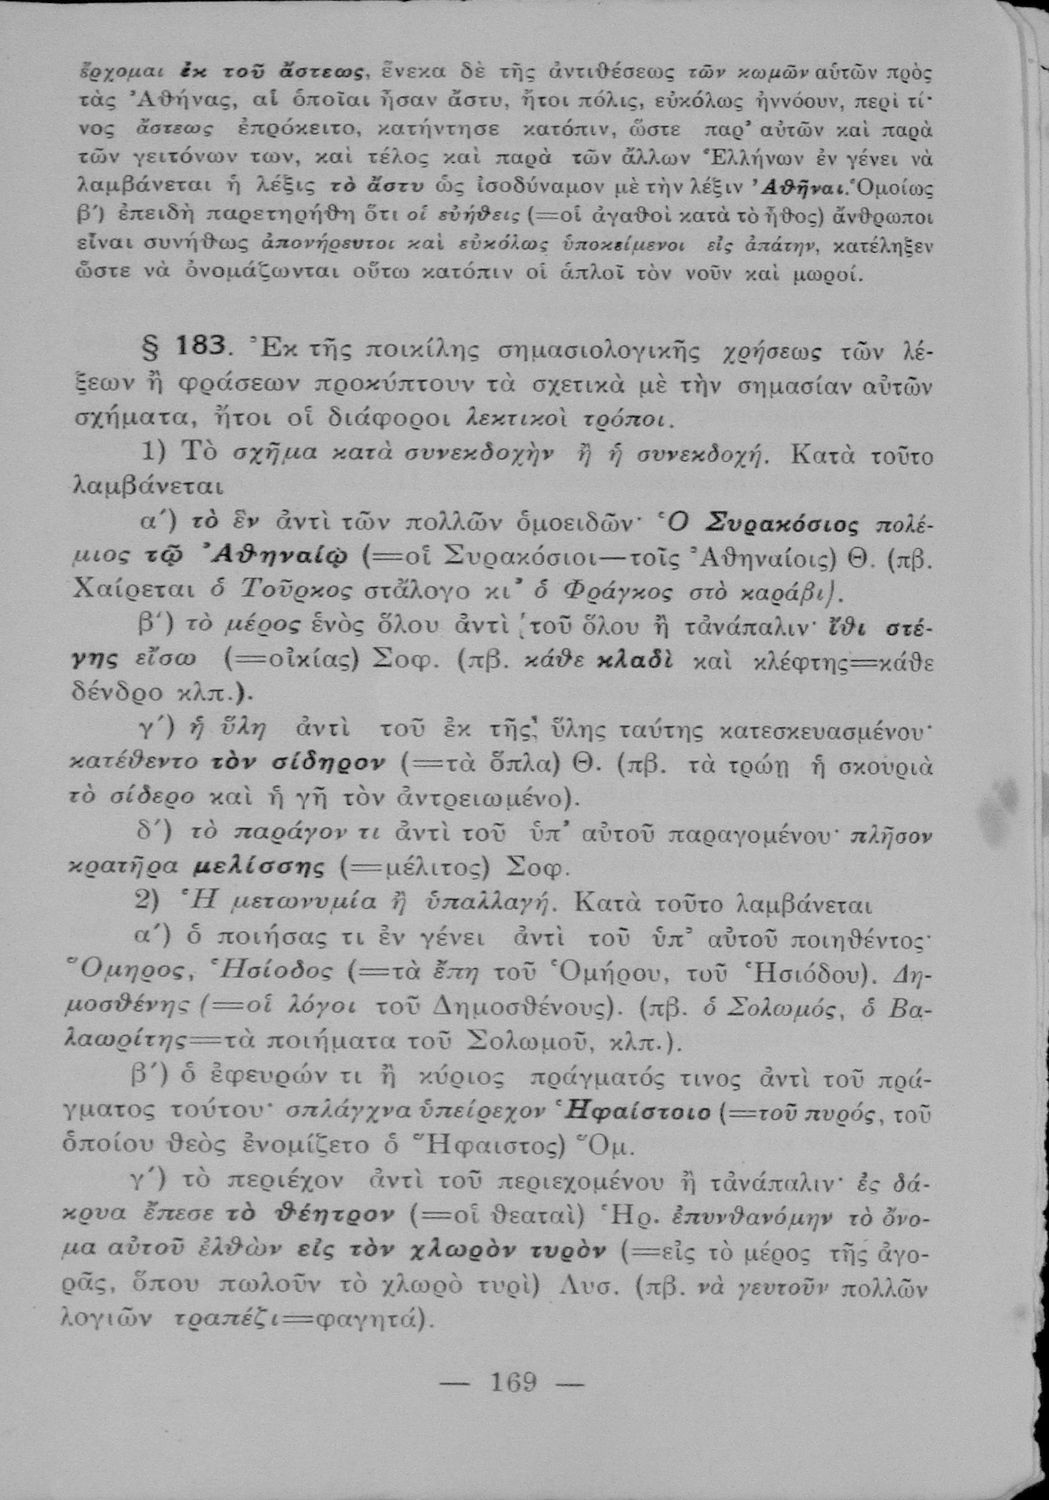 ἔρχομαι ἐκ τοῦ ἄστεως, ἕνεκα δὲ τῆς ἀντιθέσεως τῶν κωμῶν αὑτῶν πρὸς
τὰς Ἀθήνας, αἱ ὁποῖαι ἦσαν ἄστυ, ἤτοι πόλις, εὐκόλως ἠννόουν, περὶ τί·
νος ἄστεως ἐπρόκειτο, κατήντησε κατόπιν, ὥστε παρ’ αὐτῶν καὶ παρὰ
τῶν γειτόνων των, καὶ τέλος καὶ παρὰ τῶν ἄλλων Ἑλλήνων ἐν γένει νὰ
λαμβάνεται ἡ λέξις τὸ ἄστυ ὡς ἰσοδύναμον μὲ τὴν λέξιν Ἀθῆναι. Ὁμοίως
β΄) ἐπειδὴ παρετηρήθη ὅτι οἱ εὐήθεις (=οἱ ἀγαθοὶ κατὰ τὸ ἦθος) ἄνθρωποι
εἶναι συνήθως ἀπονήρευτοι καὶ εὐκόλως ὑποκείμενοι εἰς ἀπάτην, κατέληξεν
ὥστε νὰ ὀνομάζωνται οὕτω κατόπιν οἱ ἁπλοῖ τὸν νοῦν καὶ μωροί.
§ 183. Ἐκ τῆς ποικίλης σημασιολογικῆς χρήσεως τῶν λέ-
ξεων ἢ φράσεων προκύπτουν τὰ σχετικὰ μὲ τὴν σημασίαν αὐτῶν
σχήματα, ἤτοι οἱ διάφοροι λεκτικοὶ τρόποι.
1) Τὸ σχῆμα κατὰ συνεκδοχὴν ἢ ἡ συνεκδοχή. Κατὰ τοῦτο
λαμβάνεται
α΄) τὸ ἓν ἀντὶ τῶν πολλῶν ὁμοειδῶν· Ὁ Συρακόσιος πολέ-
μιος τῷ Ἀθηναίῳ (=οἱ Συρακόσιοι—τοῖς Ἀθηναίοις) Θ. (πβ.
Χαίρεται ὁ Τοῦρκος στἄλογο κι’ ὁ Φράγκος στὸ καράβι).
β΄) τὸ μέρος ἑνὸς ὅλου ἀντὶ τοῦ ὅλου ἢ τἀνάπαλιν· ἴθι στέ-
γης εἴσω (=οἰκίας) Σοφ. (πβ. κάθε κλαδὶ καὶ κλέφτης=κάθε
δένδρο κλπ.).
γ΄) ἡ ὕλη ἀντὶ τοῦ ἐκ τῆς ὕλης ταύτης κατεσκευασμένου·
κατέθεντο τὸν σίδηρον (=τὰ ὅπλα) Θ. (πβ. τὰ τρώῃ ἡ σκουριὰ
τὸ σίδερο καὶ ἡ γῆ τὸν ἀντρειωμένο).
δ΄) τὸ παράγον τι ἀντὶ τοῦ ὑπ’ αὐτοῦ παραγομένου· πλῆσον
κρατῆρα μελίσσης (=μέλιτος) Σοφ.
2) Ἡ μετωνυμία ἢ ὑπαλλαγή. Κατὰ τοῦτο λαμβάνεται
α΄) ὁ ποιήσας τι ἐν γένει ἀντὶ τοῦ ὑπ’ αὐτοῦ ποιηθέντος·
Ὅμηρος, Ἡσίοδος (=τὰ ἔπη τοῦ Ὁμήρου, τοῦ Ἡσιόδου). Δη-
μοσθένης (=οἱ λόγοι τοῦ Δημοσθένους). (πβ. ὁ Σολωμός, ὁ Βα-
λαωρίτης=τὰ ποιήματα τοῦ Σολωμοῦ, κλπ.).
β΄) ὁ ἐφευρών τι ἢ κύριος πράγματός τινος ἀντὶ τοῦ πρά-
γματος τούτου· σπλάγχνα ὑπείρεχον Ἡφαίστοιο (=τοῦ πυρός, τοῦ
ὁποίου θεὸς ἐνομίζετο ὁ Ἥφαιστος) Ὅμ.
γ΄) τὸ περιέχον ἀντὶ τοῦ περιεχομένου ἢ τἀνάπαλιν· ἐς δά-
κρυα ἔπεσε τὸ θέητρον (=οἱ θεαταὶ) Ἡρ. ἐπυνθανόμην τὸ ὄνο-
μα αὐτοῦ ἐλθὼν εἰς τὸν χλωρὸν τυρὸν (=εἰς τὸ μέρος τῆς ἀγο-
ρᾶς, ὅπου πωλοῦν τὸ χλωρὸ τυρὶ) Λυσ. (πβ. νὰ γευτοῦν πολλῶν
λογιῶν τραπέζι=φαγητά).
— 169 —